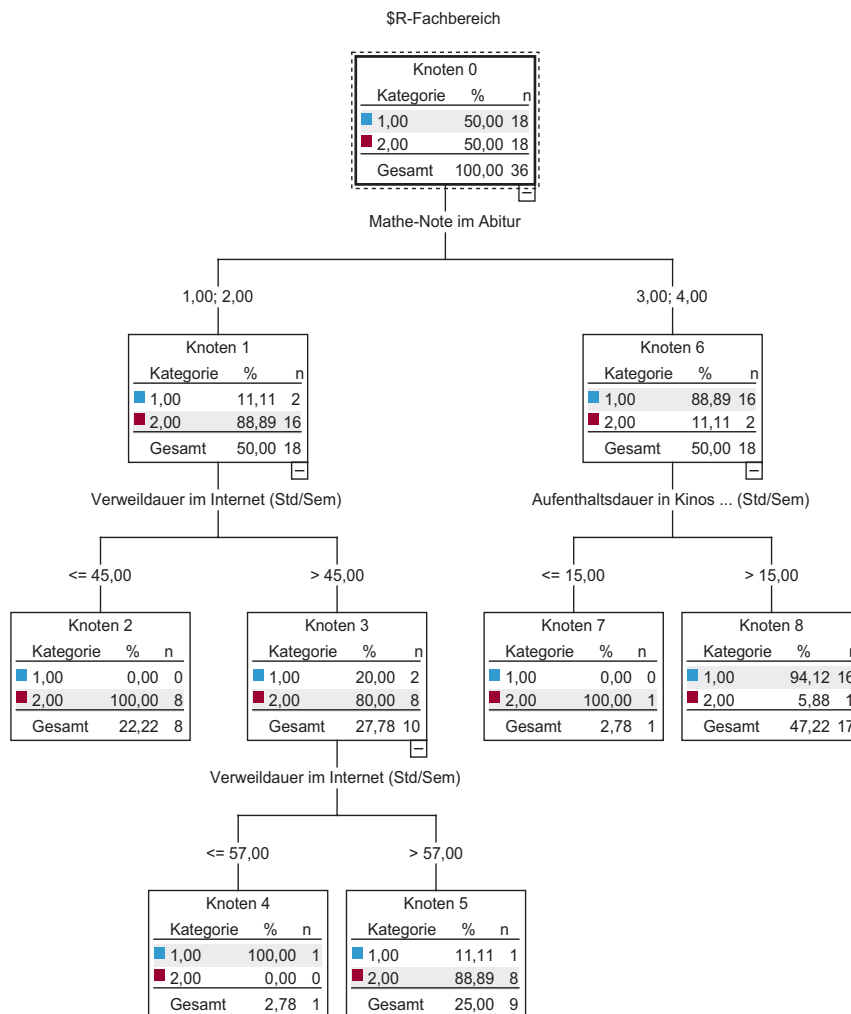 $R-Fachbereich
Knoten 0
Kategorie % n
1,00 50,00 18
2,00 50,00 18
Gesamt 100,00 36
Mathe-Note im Abitur
1,00; 2,00
3,00; 4,00
Knoten 1
Kategorie % n
1,00 11,11 2
2,00 88,89 16
Gesamt 50,00 18
Knoten 6
Kategorie % n
1,00 88,89 16
2,00 11,11 2
Gesamt 50,00 18
Verweildauer im Internet (Std/Sem)
Aufenthaltsdauer in Kinos ... (Std/Sem)
<= 45,00
> 45,00
<= 15,00
> 15,00
Knoten 2
Kategorie % n
1,00 0,00 0
2,00 100,00 8
Gesamt 22,22 8
Knoten 3
Kategorie % n
1,00 20,00 2
2,00 80,00 8
Gesamt 27,78 10
Knoten 7
Kategorie % n
1,00 0,00 0
2,00 100,00 1
Gesamt 2,78 1
Knoten 8
Kategorie % n
1,00 94,12 16
2,00 5,88 1
Gesamt 47,22 17
Verweildauer im Internet (Std/Sem)
<= 57,00
> 57,00
Knoten 4
Kategorie % n
1,00 100,00 1
2,00 0,00 0
Gesamt 2,78 1
Knoten 5
Kategorie % n
1,00 11,11 1
2,00 88,89 8
Gesamt 25,00 9